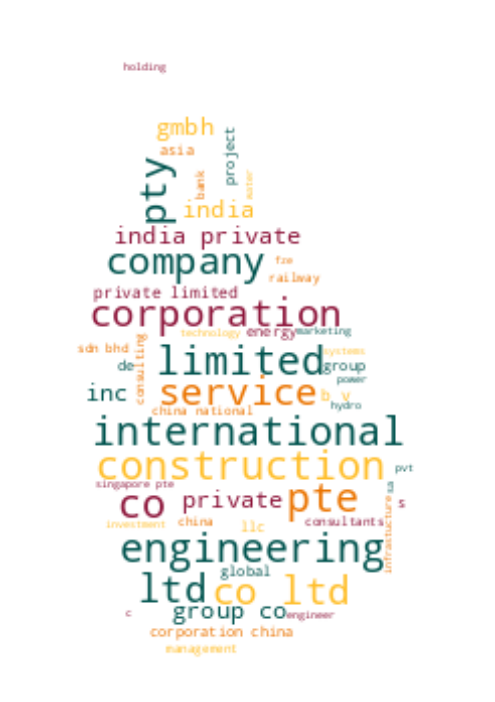 holding
gmbh
project
asia
pty
bank
water
india
india private
company
fze
railway
private limited
corporation
technology
energy
marketing
sdn bhd
consulting
limited
systems
de
group
power
inc
service
b v
hydro
china national
international
construction
pvt
singapore pte
sa
co
private
pte
s
infrastucture
investment
china
llc
consultants
engineering
global
ltd
co ltd
c
group co
engineer
corporation china
management